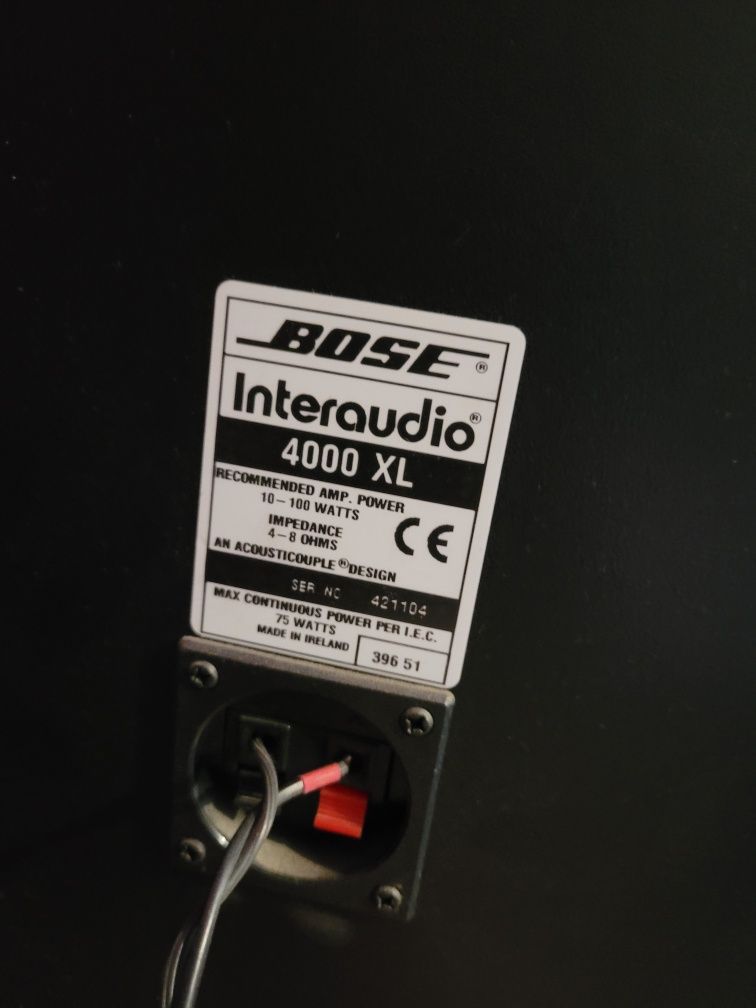 BOSE®
Interaudio®
4000 XL
RECOMMENDED AMP. POWER
10-100 WATTS
IMPEDANCE
4-8 OHMS
CE
AN ACOUSTICOUPLE® DESIGN
SER NO 421104
MAX CONTINUOUS POWER PER I.E.C.
75 WATTS
MADE IN IRELAND
396 51